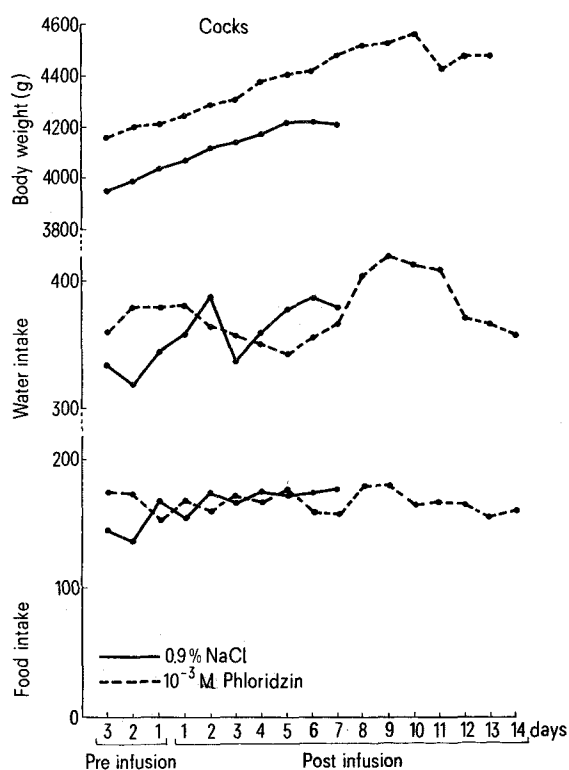 Cocks
4600
4400
4200
4000
3800
Body weight (g)
400
300
Water intake
200
100
0
Food intake
0.9% NaCl
10⁻³ M Phloridzin
3 2 1 1 2 3 4 5 6 7 8 9 10 11 12 13 14 days
Pre infusion Post infusion